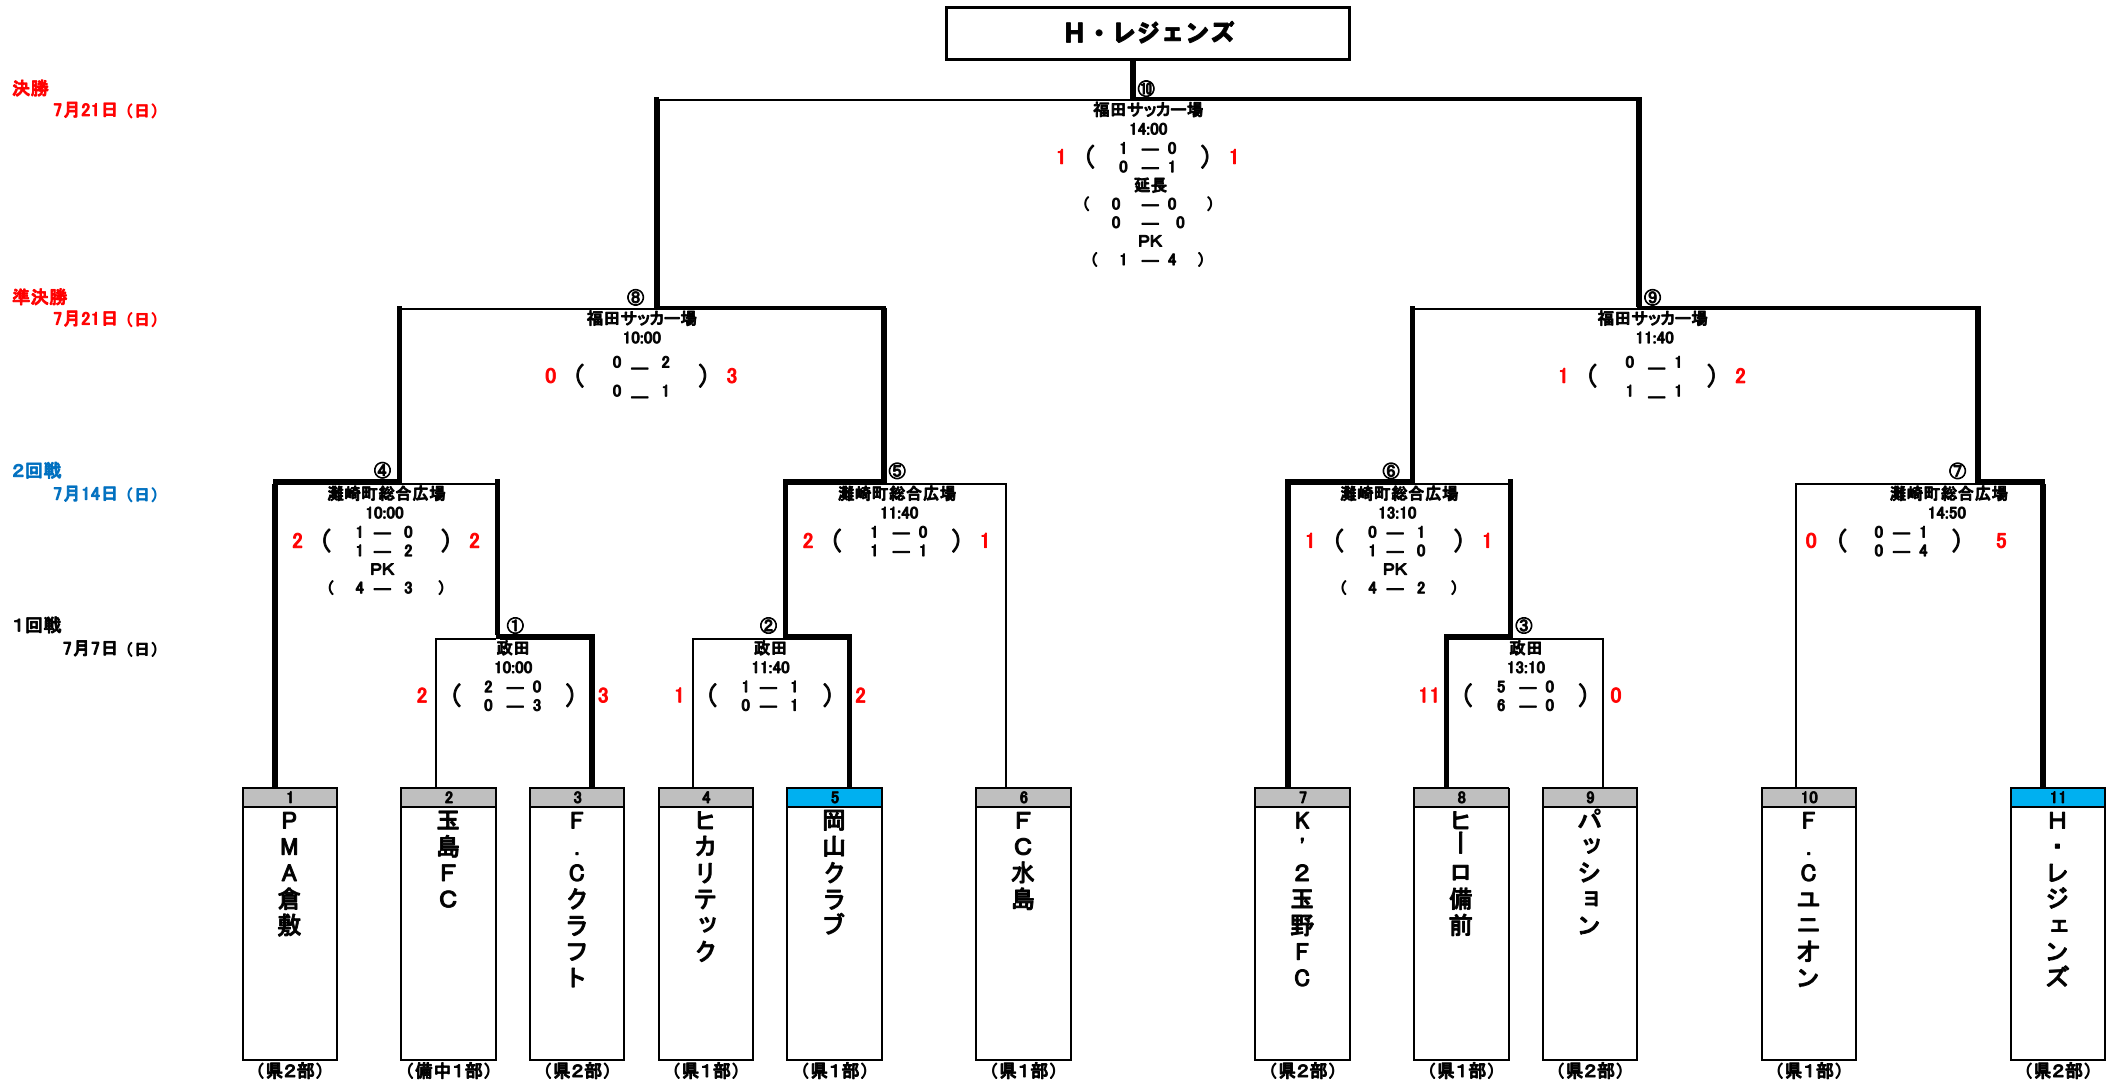 H・レジェンズ
決勝
7月21日（日）
⑩
福田サッカー場
14:00
1 ( 1 ― 0 ) 1
0 ― 1
延長
( 0 ― 0 )
0 ― 0
PK
( 1 ― 4 )
準決勝
7月21日（日）
⑧
福田サッカー場
10:00
0 ( 0 ― 2 ) 3
0 ― 1
⑨
福田サッカー場
11:40
1 ( 0 ― 1 ) 2
1 ― 1
2回戦
7月14日（日）
④
灘崎町総合広場
10:00
2 ( 1 ― 0 ) 2
1 ― 2
PK
( 4 ― 3 )
⑤
灘崎町総合広場
11:40
2 ( 1 ― 0 ) 1
1 ― 1
⑥
灘崎町総合広場
13:10
1 ( 0 ― 1 ) 1
1 ― 0
PK
( 4 ― 2 )
⑦
灘崎町総合広場
14:50
0 ( 0 ― 1 ) 5
0 ― 4
1回戦
7月7日（日）
①
政田
10:00
2 ( 2 ― 0 ) 3
0 ― 3
②
政田
11:40
1 ( 1 ― 1 ) 2
0 ― 1
③
政田
13:10
11 ( 5 ― 0 ) 0
6 ― 0
1
PMA倉敷
（県2部）
2
玉島FC
（備中1部）
3
F.Cクラフト
（県2部）
4
ヒカリテック
（県1部）
5
岡山クラブ
（県1部）
6
FC水島
（県1部）
7
K'2玉野FC
（県2部）
8
ヒーロ備前
（県1部）
9
パッション
（県2部）
10
F.Cユニオン
（県1部）
11
H・レジェンズ
（県2部）